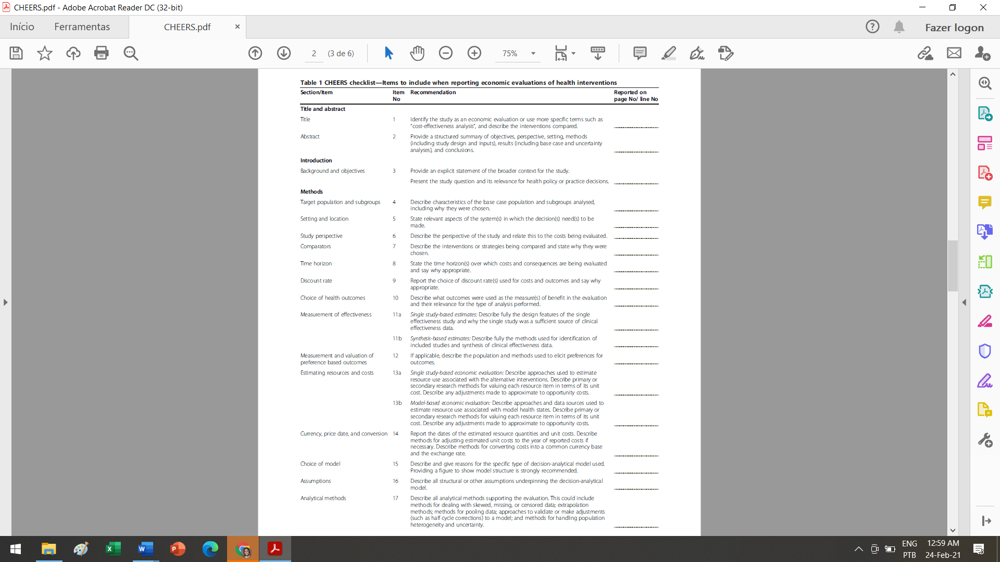 CHEERS.pdf - Adobe Acrobat Reader DC (32-bit)
Início
Ferramentas
CHEERS.pdf
Fazer logon
2
(3 de 6)
75%
Table 1 CHEERS checklist—Items to include when reporting economic evaluations of health interventions
Section/item Item No Recommendation Reported on page No/ line No
Title and abstract
Title 1 Identify the study as an economic evaluation or use more specific terms such as
"cost-effectiveness analysis", and describe the interventions compared.
Abstract 2 Provide a structured summary of objectives, perspective, setting, methods
(including study design and inputs), results (including base case and uncertainty
analyses), and conclusions.
Introduction
Background and objectives 3 Provide an explicit statement of the broader context for the study.
Present the study question and its relevance for health policy or practice decisions.
Methods
Target population and subgroups 4 Describe characteristics of the base case population and subgroups analysed,
including why they were chosen.
Setting and location 5 State relevant aspects of the system(s) in which the decision(s) need(s) to be
made.
Study perspective 6 Describe the perspective of the study and relate this to the costs being evaluated.
Comparators 7 Describe the interventions or strategies being compared and state why they were
chosen.
Time horizon 8 State the time horizon(s) over which costs and consequences are being evaluated
and say why appropriate.
Discount rate 9 Report the choice of discount rate(s) used for costs and outcomes and say why
appropriate.
Choice of health outcomes 10 Describe what outcomes were used as the measure(s) of benefit in the evaluation
and their relevance for the type of analysis performed.
Measurement of effectiveness 11a Single study-based estimates: Describe fully the design features of the single
effectiveness study and why the single study was a sufficient source of clinical
effectiveness data.
11b Synthesis-based estimates: Describe fully the methods used for identification of
included studies and synthesis of clinical effectiveness data.
Measurement and valuation of 12 If applicable, describe the population and methods used to elicit preferences for
preference based outcomes outcomes.
Estimating resources and costs 13a Single study-based economic evaluation: Describe approaches used to estimate
resource use associated with the alternative interventions. Describe primary or
secondary research methods for valuing each resource item in terms of its unit
cost. Describe any adjustments made to approximate to opportunity costs.
13b Model-based economic evaluation: Describe approaches and data sources used to
estimate resource use associated with model health states. Describe primary or
secondary research methods for valuing each resource item in terms of its unit
cost. Describe any adjustments made to approximate to opportunity costs.
Currency, price date, and conversion 14 Report the dates of the estimated resource quantities and unit costs. Describe
methods for adjusting estimated unit costs to the year of reported costs if
necessary. Describe methods for converting costs into a common currency base
and the exchange rate.
Choice of model 15 Describe and give reasons for the specific type of decision-analytical model used.
Providing a figure to show model structure is strongly recommended.
Assumptions 16 Describe all structural or other assumptions underpinning the decision-analytical
model.
Analytical methods 17 Describe all analytical methods supporting the evaluation. This could include
methods for dealing with skewed, missing, or censored data; extrapolation
methods; methods for pooling data; approaches to validate or make adjustments
(such as half cycle corrections) to a model; and methods for handling population
heterogeneity and uncertainty.
ENG
PTB
12:59 AM
24-Feb-21